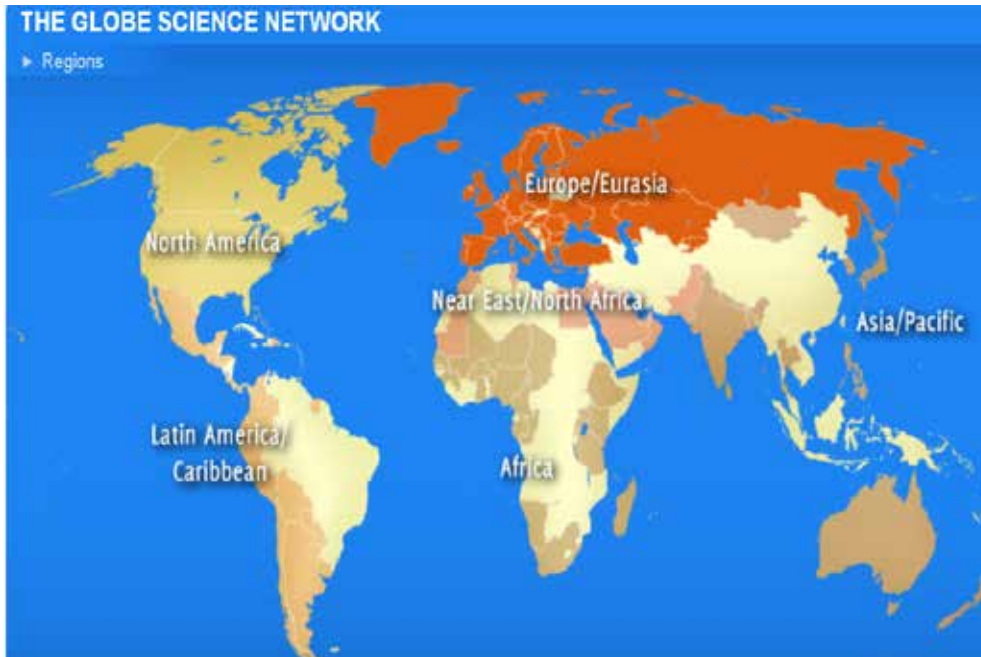 THE GLOBE SCIENCE NETWORK
Regions
Europe/Eurasia
North America
Near East/North Africa
Asia/Pacific
Latin America/
Caribbean
Africa